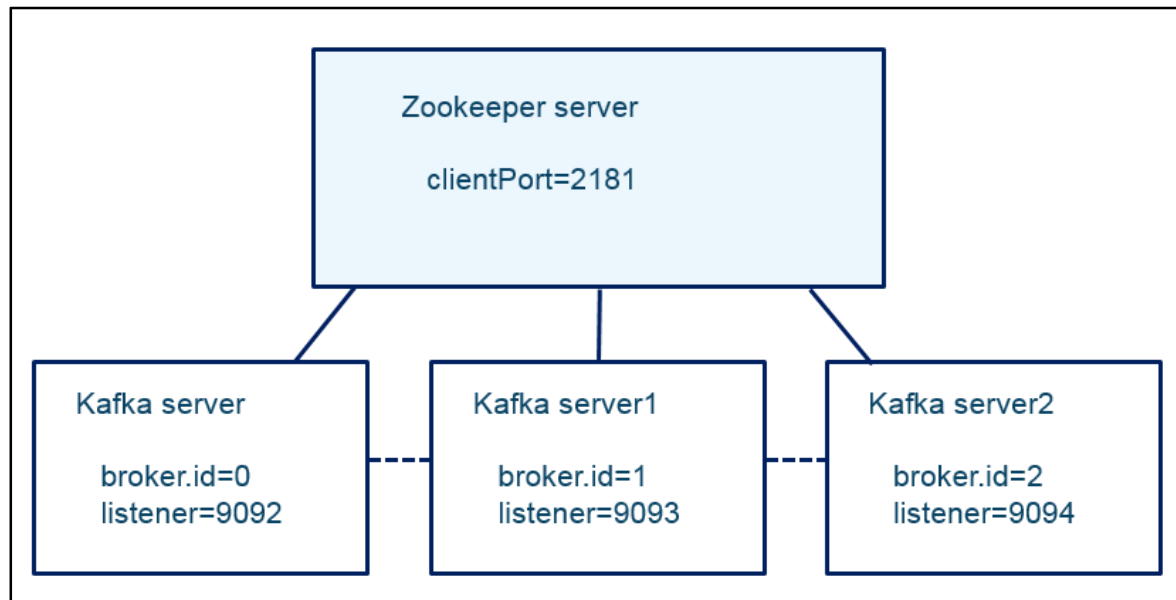 Zookeeper server
clientPort=2181
Kafka server
broker.id=0
listener=9092
Kafka server1
broker.id=1
listener=9093
Kafka server2
broker.id=2
listener=9094